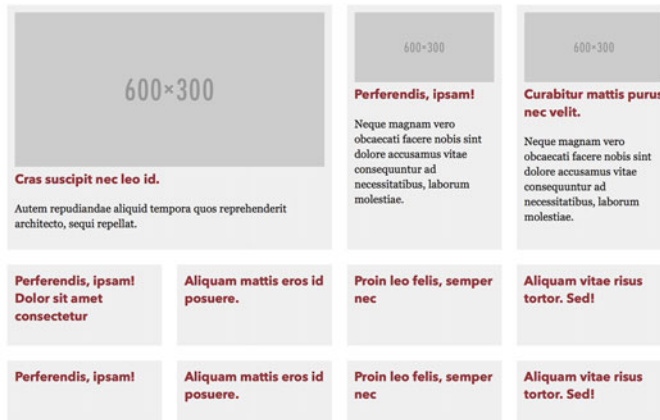 600×300
Cras suscipit nec leo id.
Autem repudiandae aliquid tempora quos reprehenderit
architecto, sequi repellat.
600×300
Perferendis, ipsam!
Neque magnam vero
obcaecati facere nobis sint
dolore accusamus vitae
consequuntur ad
necessitatibus, laborum
molestiae.
600×300
Curabitur mattis purus
nec velit.
Neque magnam vero
obcaecati facere nobis sint
dolore accusamus vitae
consequuntur ad
necessitatibus, laborum
molestiae.
Perferendis, ipsam!
Dolor sit amet
consectetur
Aliquam mattis eros id
posuere.
Proin leo felis, semper
nec
Aliquam vitae risus
tortor. Sed!
Perferendis, ipsam!
Aliquam mattis eros id
posuere.
Proin leo felis, semper
nec
Aliquam vitae risus
tortor. Sed!